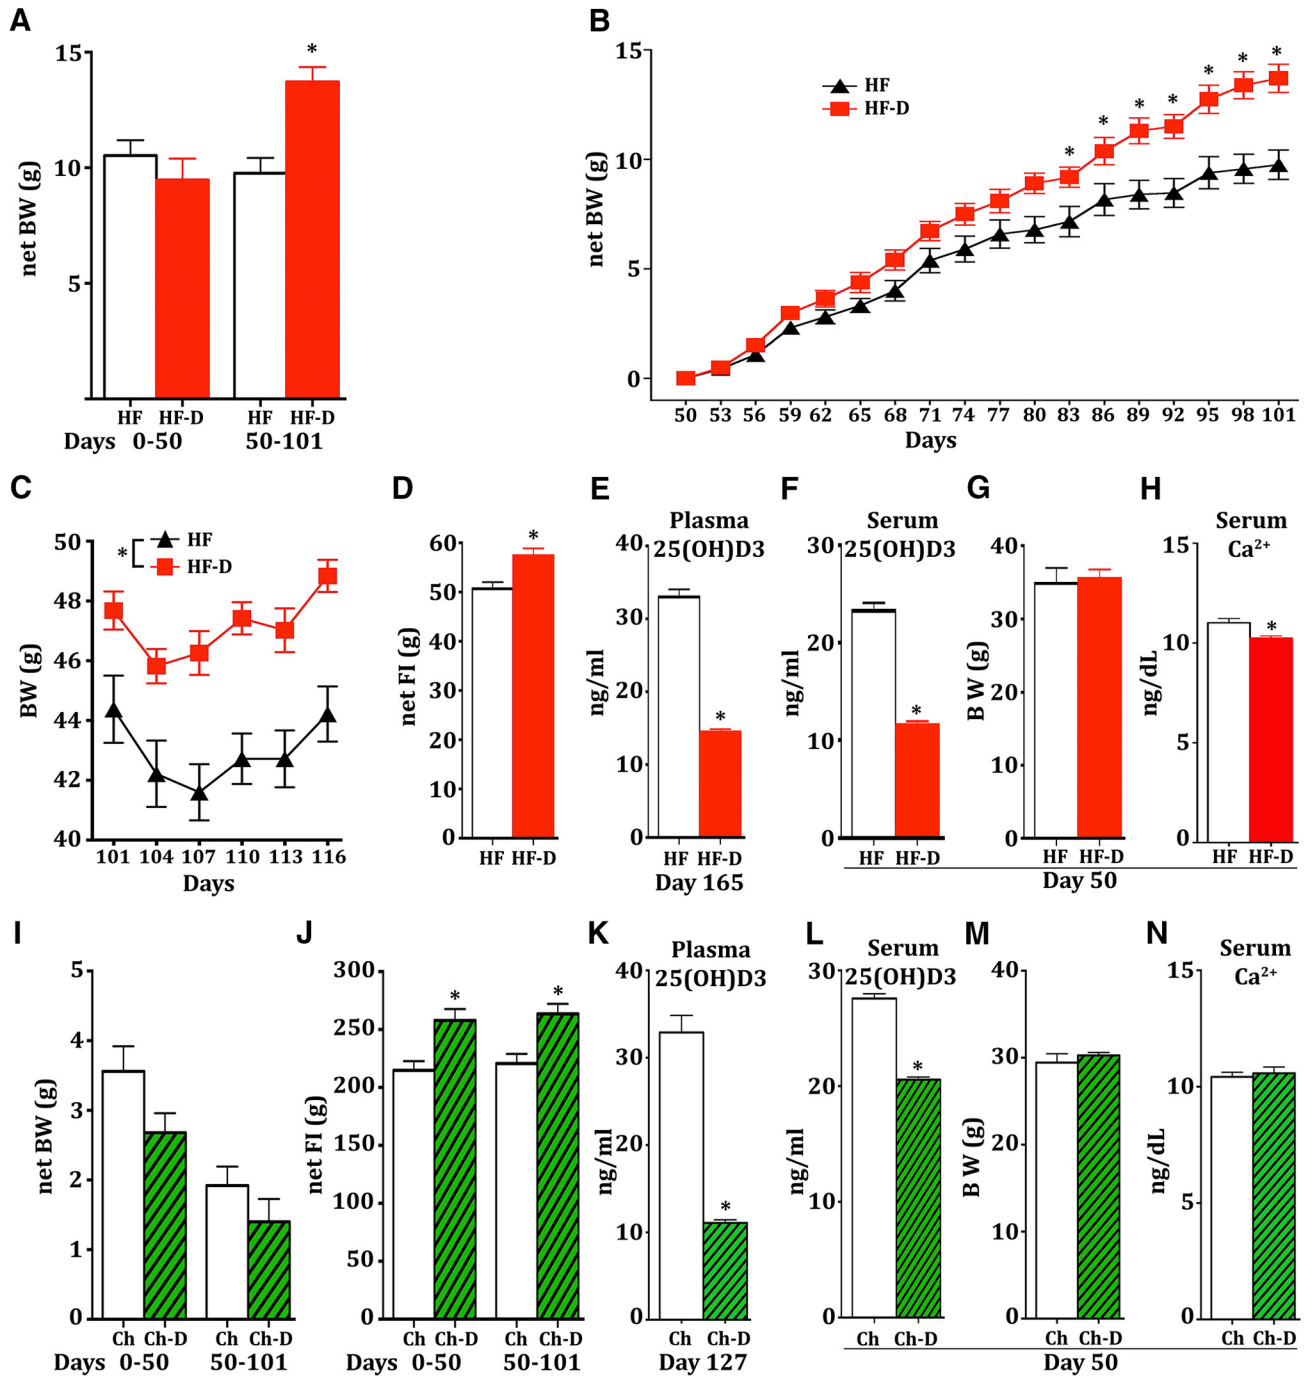 A
15
10
5
net BW (g)
*
HF HF-D HF HF-D
Days 0-50 50-101
B
15
10
5
0
net BW (g)
HF
HF-D
* * * * * * *
50 53 56 59 62 65 68 71 74 77 80 83 86 89 92 95 98 101
Days
C
50
48
46
44
42
40
BW (g)
*
HF
HF-D
101 104 107 110 113 116
Days
D
60
50
40
30
20
10
0
net FI (g)
*
HF HF-D
E
Plasma
25(OH)D3
40
30
20
10
0
ng/ml
*
HF HF-D
Day 165
F
Serum
25(OH)D3
30
20
10
0
ng/ml
*
HF HF-D
G
40
30
20
10
0
B W (g)
HF HF-D
H
Serum
Ca²⁺
15
10
5
0
ng/dL
*
HF HF-D
Day 50
I
5
4
3
2
1
0
net BW (g)
Ch Ch-D Ch Ch-D
Days 0-50 50-101
J
300
250
200
150
100
50
0
net FI (g)
* *
Ch Ch-D Ch Ch-D
Days 0-50 50-101
K
Plasma
25(OH)D3
40
30
20
10
0
ng/ml
*
Ch Ch-D
Day 127
L
Serum
25(OH)D3
30
20
10
0
ng/ml
*
Ch Ch-D
M
40
30
20
10
0
B W (g)
Ch Ch-D
N
Serum
Ca²⁺
15
10
5
0
ng/dL
Ch Ch-D
Day 50